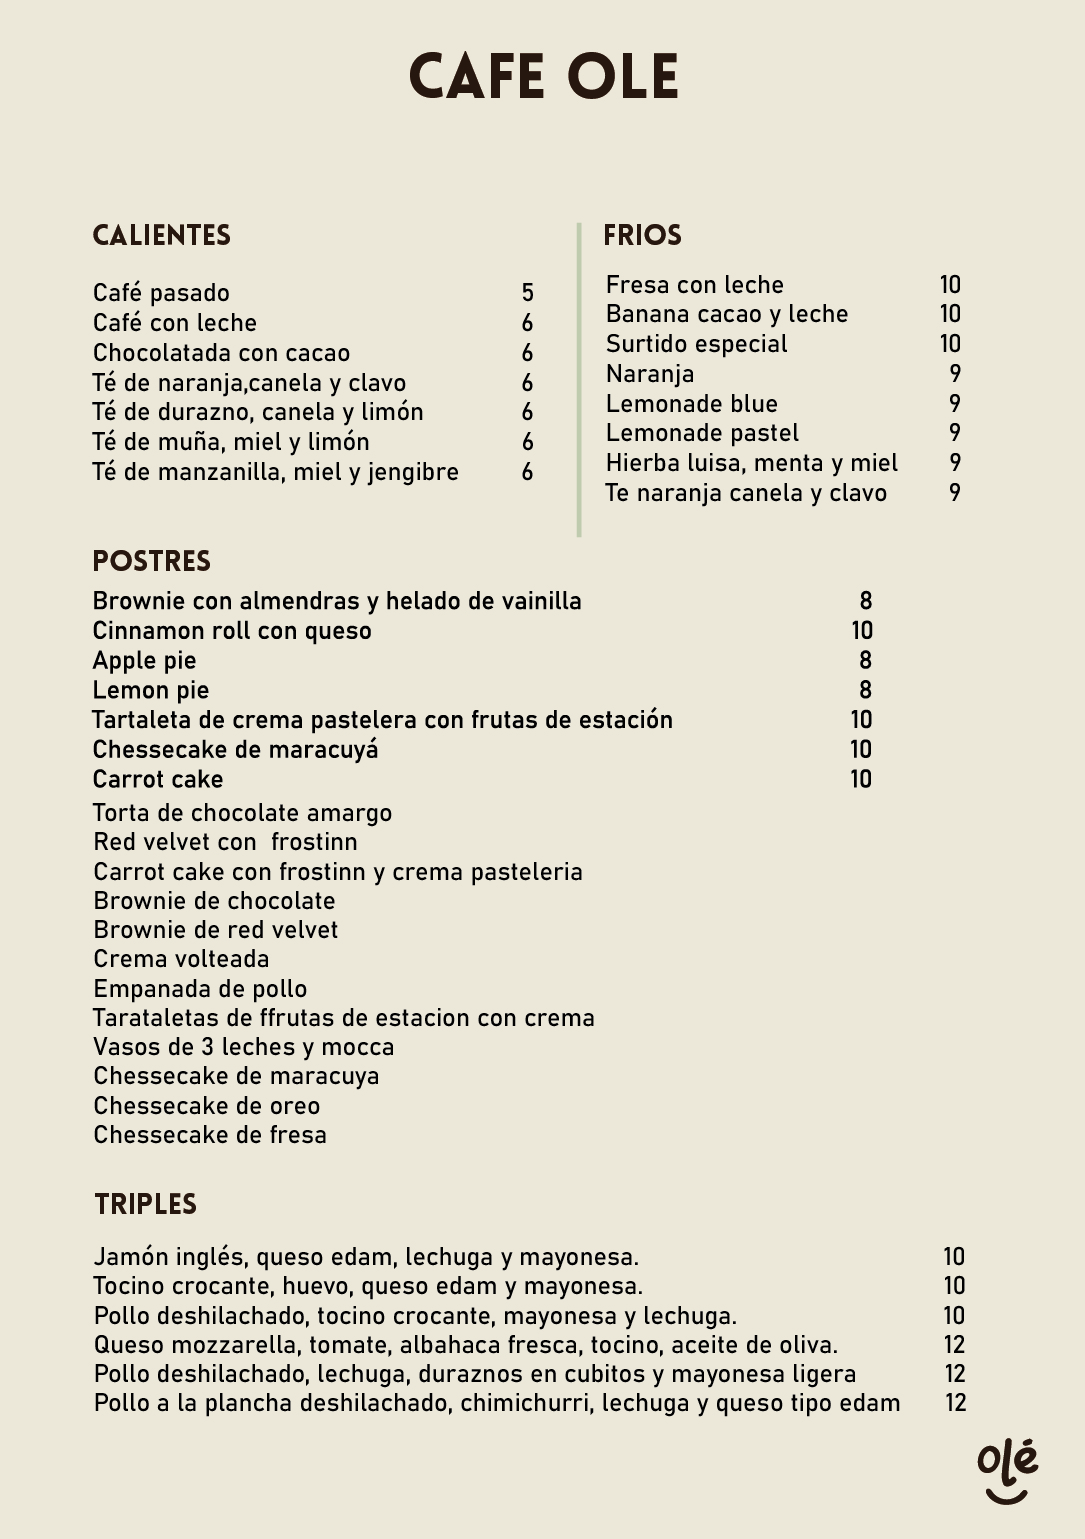 CAFE OLE
CALIENTES
Café pasado 5
Café con leche 6
Chocolatada con cacao 6
Té de naranja,canela y clavo 6
Té de durazno, canela y limón 6
Té de muña, miel y limón 6
Té de manzanilla, miel y jengibre 6
FRIOS
Fresa con leche 10
Banana cacao y leche 10
Surtido especial 10
Naranja 9
Lemonade blue 9
Lemonade pastel 9
Hierba luisa, menta y miel 9
Te naranja canela y clavo 9
POSTRES
Brownie con almendras y helado de vainilla 8
Cinnamon roll con queso 10
Apple pie 8
Lemon pie 8
Tartaleta de crema pastelera con frutas de estación 10
Chessecake de maracuyá 10
Carrot cake 10
Torta de chocolate amargo
Red velvet con frostinn
Carrot cake con frostinn y crema pasteleria
Brownie de chocolate
Brownie de red velvet
Crema volteada
Empanada de pollo
Tarataletas de ffrutas de estacion con crema
Vasos de 3 leches y mocca
Chessecake de maracuya
Chessecake de oreo
Chessecake de fresa
TRIPLES
Jamón inglés, queso edam, lechuga y mayonesa. 10
Tocino crocante, huevo, queso edam y mayonesa. 10
Pollo deshilachado, tocino crocante, mayonesa y lechuga. 10
Queso mozzarella, tomate, albahaca fresca, tocino, aceite de oliva. 12
Pollo deshilachado, lechuga, duraznos en cubitos y mayonesa ligera 12
Pollo a la plancha deshilachado, chimichurri, lechuga y queso tipo edam 12
olé